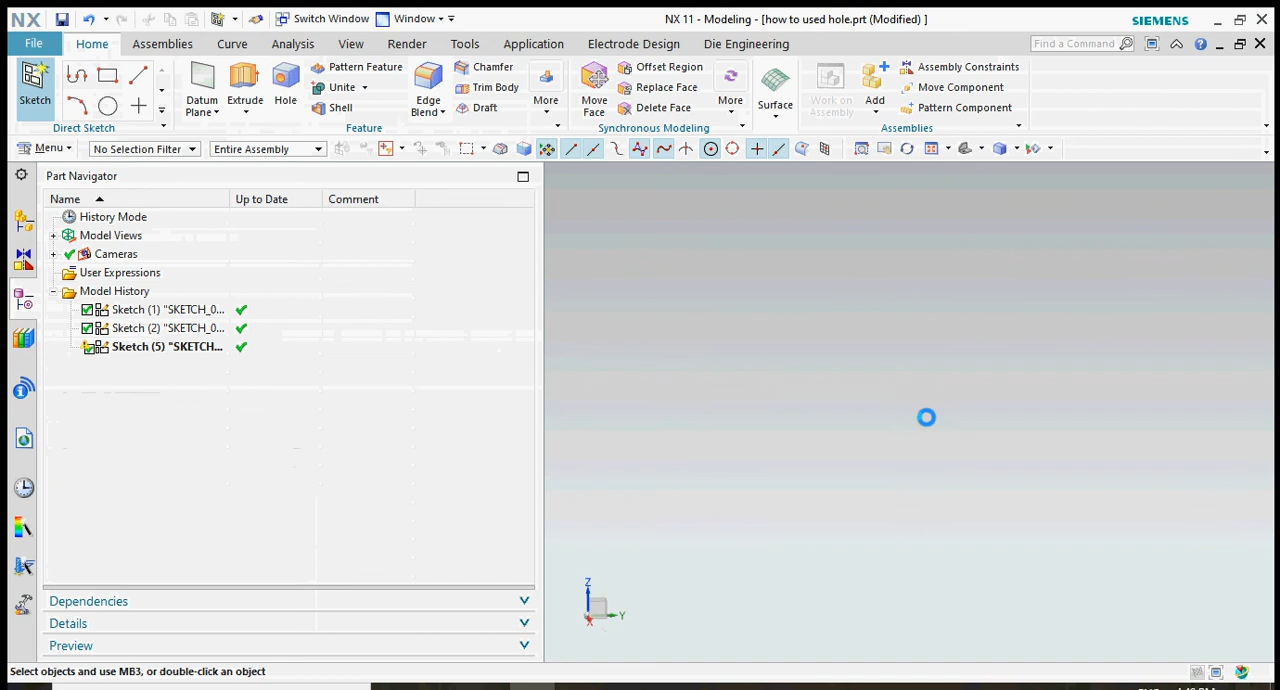 NX Switch Window Window NX 11 - Modeling - [how to used hole.prt (Modified) ] SIEMENS
File Home Assemblies Curve Analysis View Render Tools Application Electrode Design Die Engineering Find a Command
Sketch Datum Plane Extrude Hole Pattern Feature Unite Shell Edge Blend Chamfer Trim Body Draft More Move Face Offset Region Replace Face Delete Face More Surface Work on Assembly Add Assembly Constraints Move Component Pattern Component
Direct Sketch Feature Synchronous Modeling Assemblies
Menu No Selection Filter Entire Assembly
Part Navigator
Name Up to Date Comment
History Mode
Model Views
Cameras
User Expressions
Model History
Sketch (1) "SKETCH_0...
Sketch (2) "SKETCH_0...
Sketch (5) "SKETCH...
Z
Y
X
Dependencies
Details
Preview
Select objects and use MB3, or double-click an object